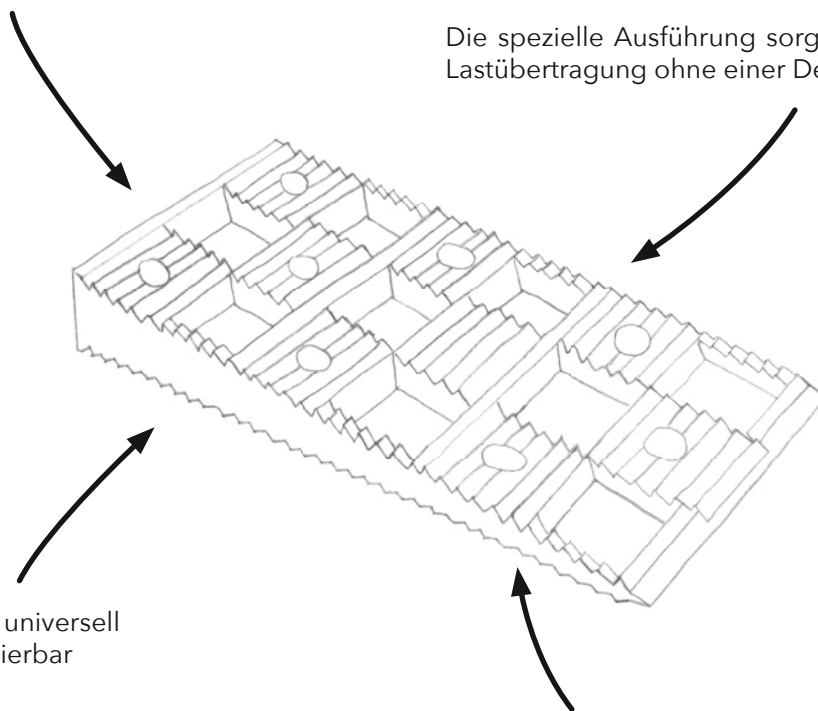 Die spezielle Ausführung sorg
Lastübertragung ohne einer De
universell
ierbar